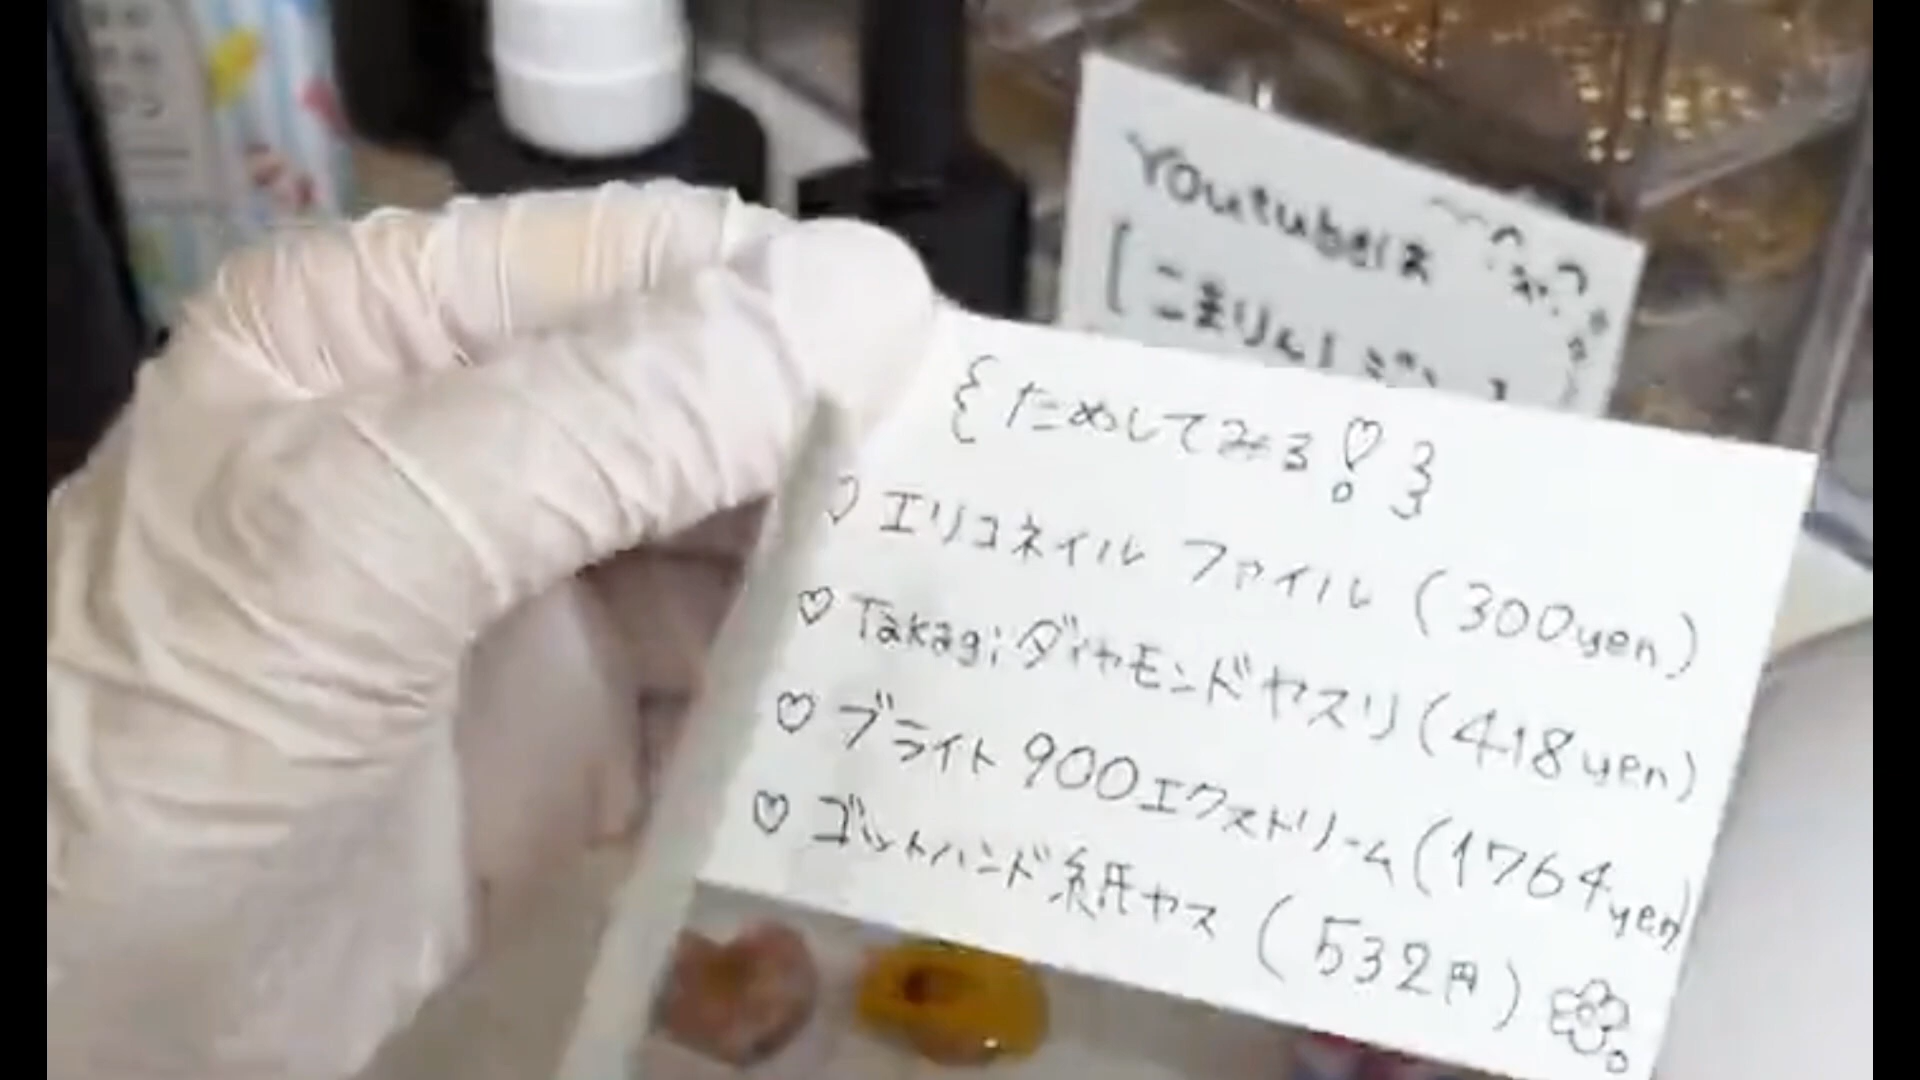 Youtubeは
[こまりんしじ
{ためしてみる!}
♡ エリコネイル ファイル (300yen)
♡ Takagiダイヤモンドヤスリ (418yen)
♡ ブライト900エクストリーム (1764yen)
♡ ゴットハンド紙ヤス (532円)